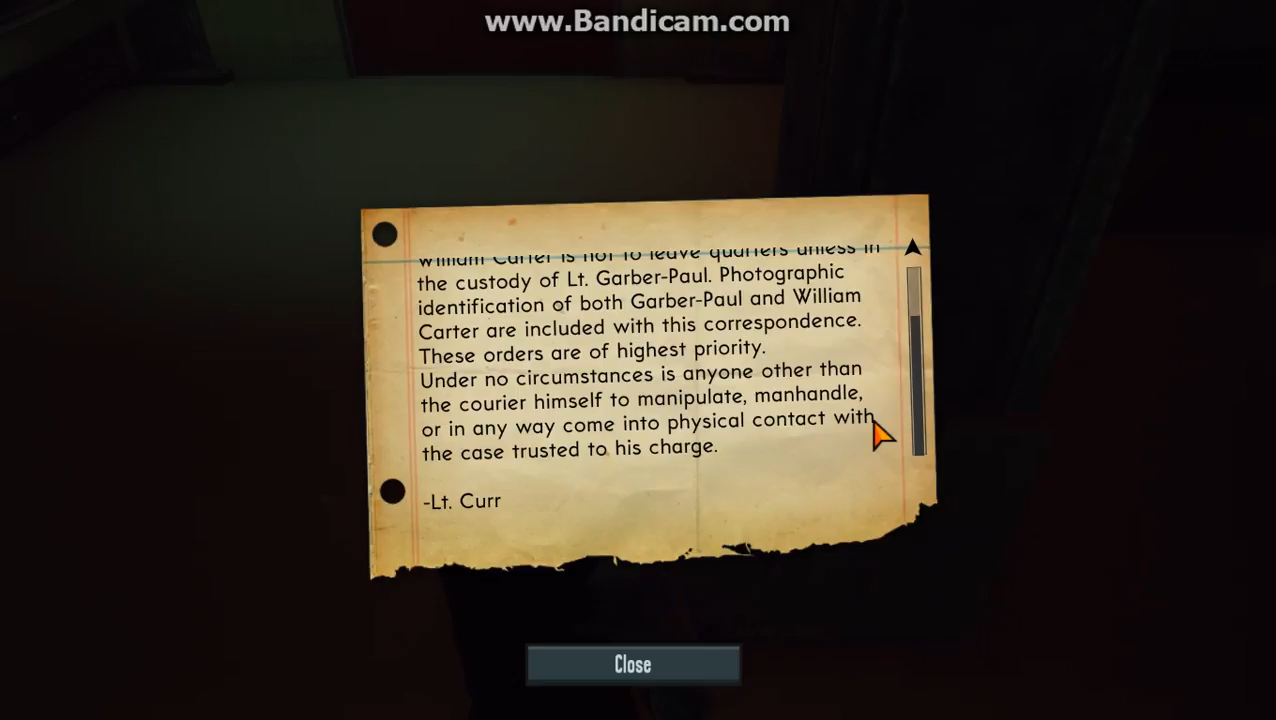 www.Bandicam.com
William Carter is not to leave quarters unless in
the custody of Lt. Garber-Paul. Photographic
identification of both Garber-Paul and William
Carter are included with this correspondence.
These orders are of highest priority.
Under no circumstances is anyone other than
the courier himself to manipulate, manhandle,
or in any way come into physical contact with
the case trusted to his charge.
-Lt. Curr
Close